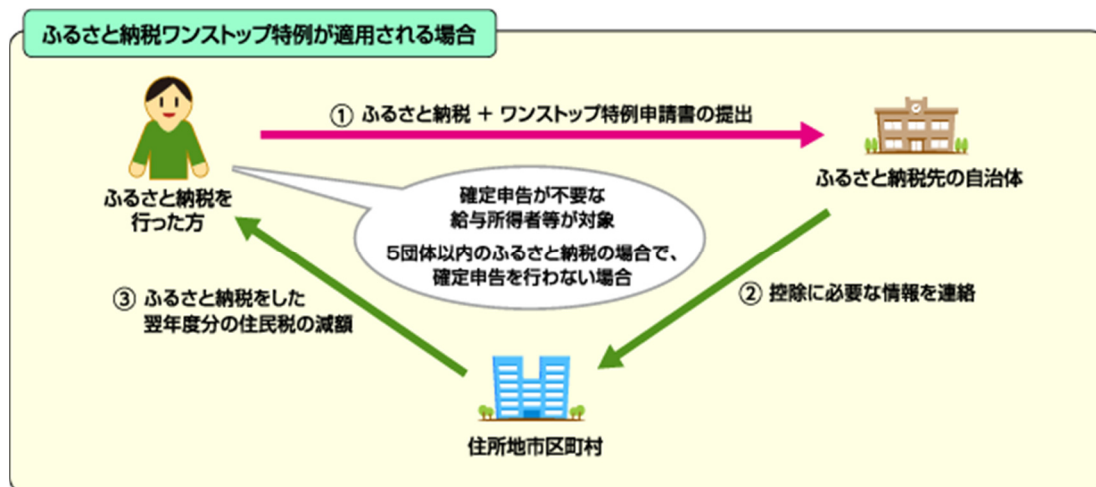 ふるさと納税ワンストップ特例が適用される場合
① ふるさと納税 + ワンストップ特例申請書の提出
ふるさと納税を
行った方
ふるさと納税先の自治体
確定申告が不要な
給与所得者等が対象
5団体以内のふるさと納税の場合で、
確定申告を行わない場合
② 控除に必要な情報を連絡
③ ふるさと納税をした
翌年度分の住民税の減額
住所地市区町村